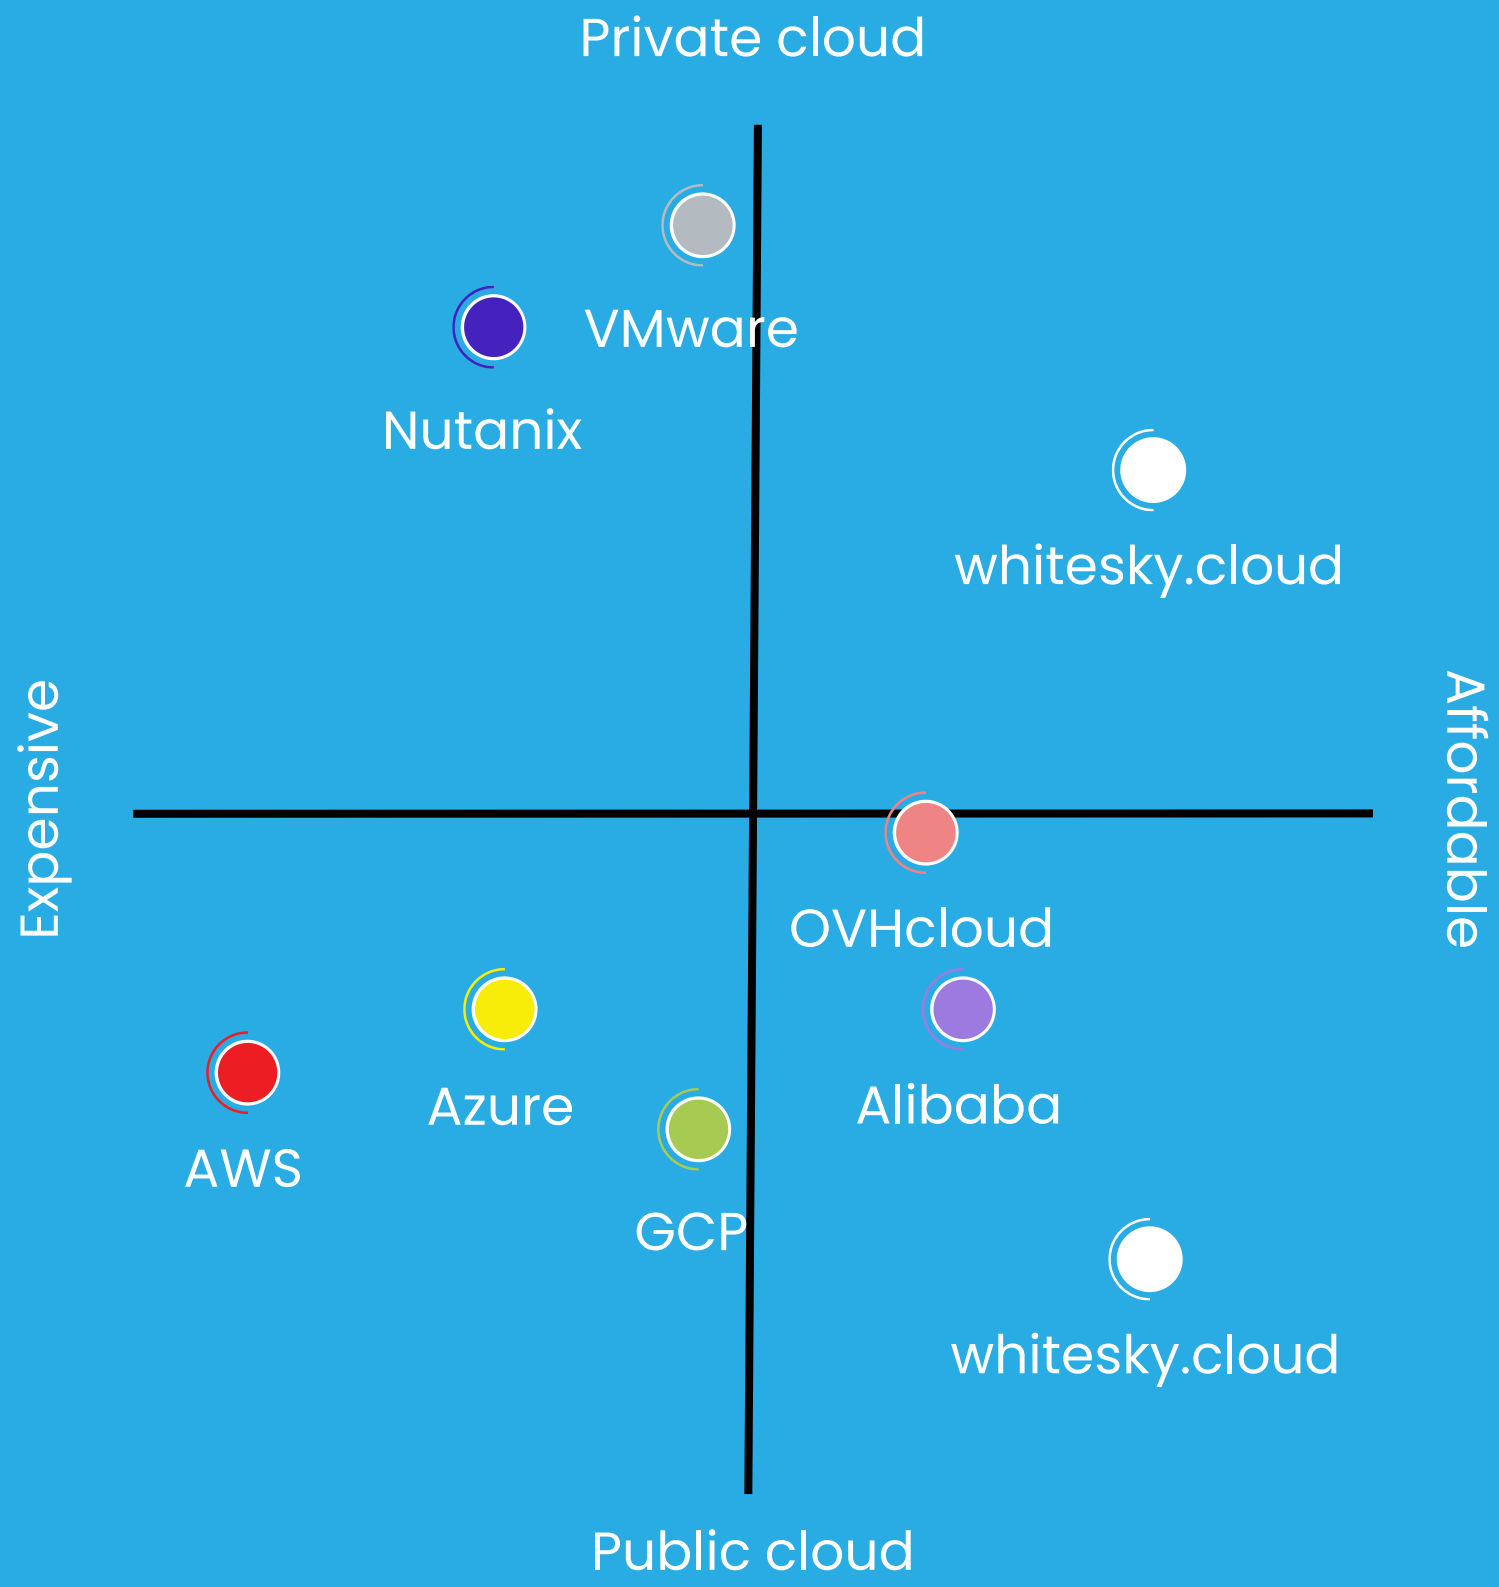 Private cloud
VMware
Nutanix
whitesky.cloud
Expensive
Affordable
OVHcloud
Azure
Alibaba
AWS
GCP
whitesky.cloud
Public cloud